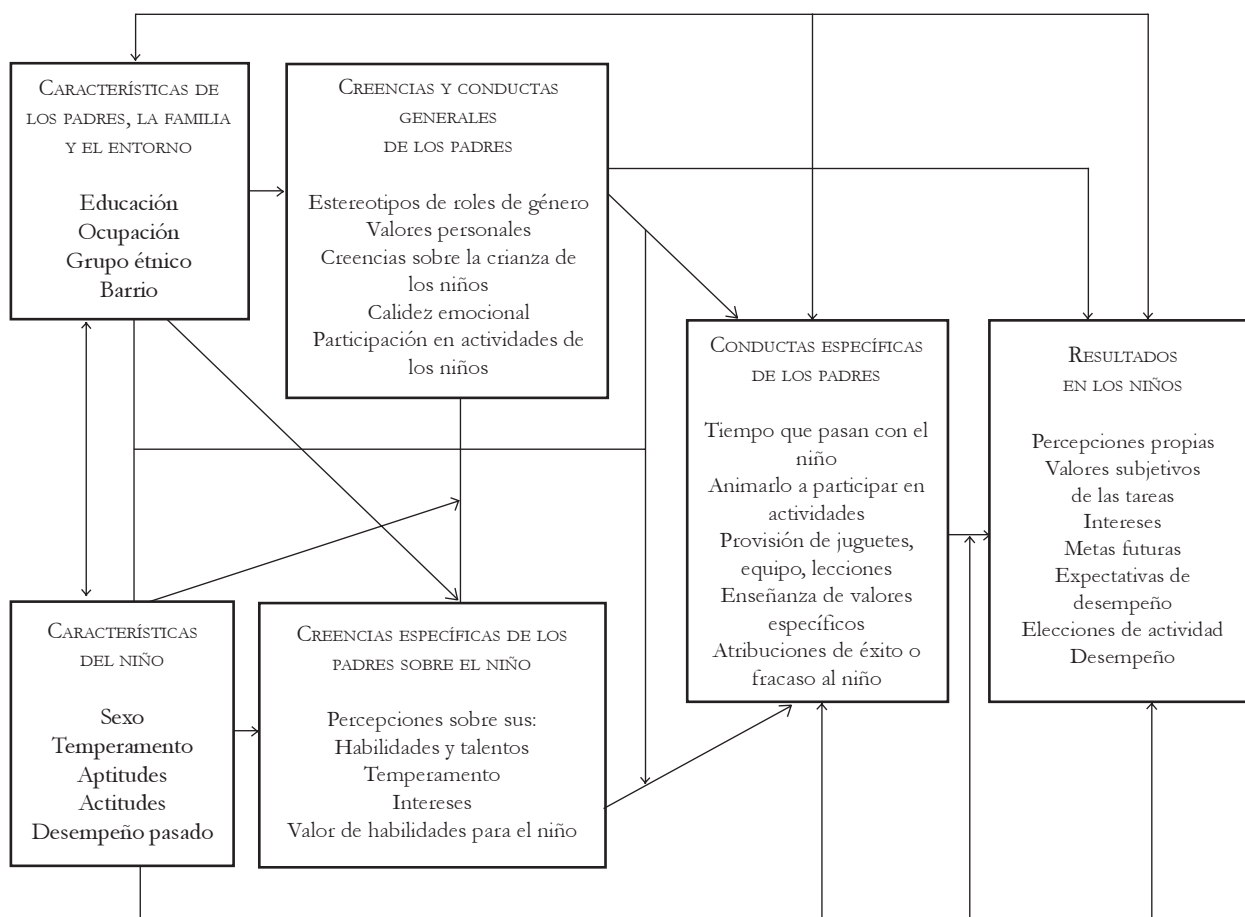 CARACTERÍSTICAS DE
LOS PADRES, LA FAMILIA
Y EL ENTORNO
Educación
Ocupación
Grupo étnico
Barrio
CREENCIAS Y CONDUCTAS
GENERALES
DE LOS PADRES
Estereotipos de roles de género
Valores personales
Creencias sobre la crianza de
los niños
Calidez emocional
Participación en actividades de
los niños
CONDUCTAS ESPECÍFICAS
DE LOS PADRES
Tiempo que pasan con el
niño
Animarlo a participar en
actividades
Provisión de juguetes,
equipo, lecciones
Enseñanza de valores
específicos
Atribuciones de éxito o
fracaso al niño
RESULTADOS
EN LOS NIÑOS
Percepciones propias
Valores subjetivos
de las tareas
Intereses
Metas futuras
Expectativas de
desempeño
Elecciones de actividad
Desempeño
CARACTERÍSTICAS
DEL NIÑO
Sexo
Temperamento
Aptitudes
Actitudes
Desempeño pasado
CREENCIAS ESPECÍFICAS DE LOS
PADRES SOBRE EL NIÑO
Percepciones sobre sus:
Habilidades y talentos
Temperamento
Intereses
Valor de habilidades para el niño